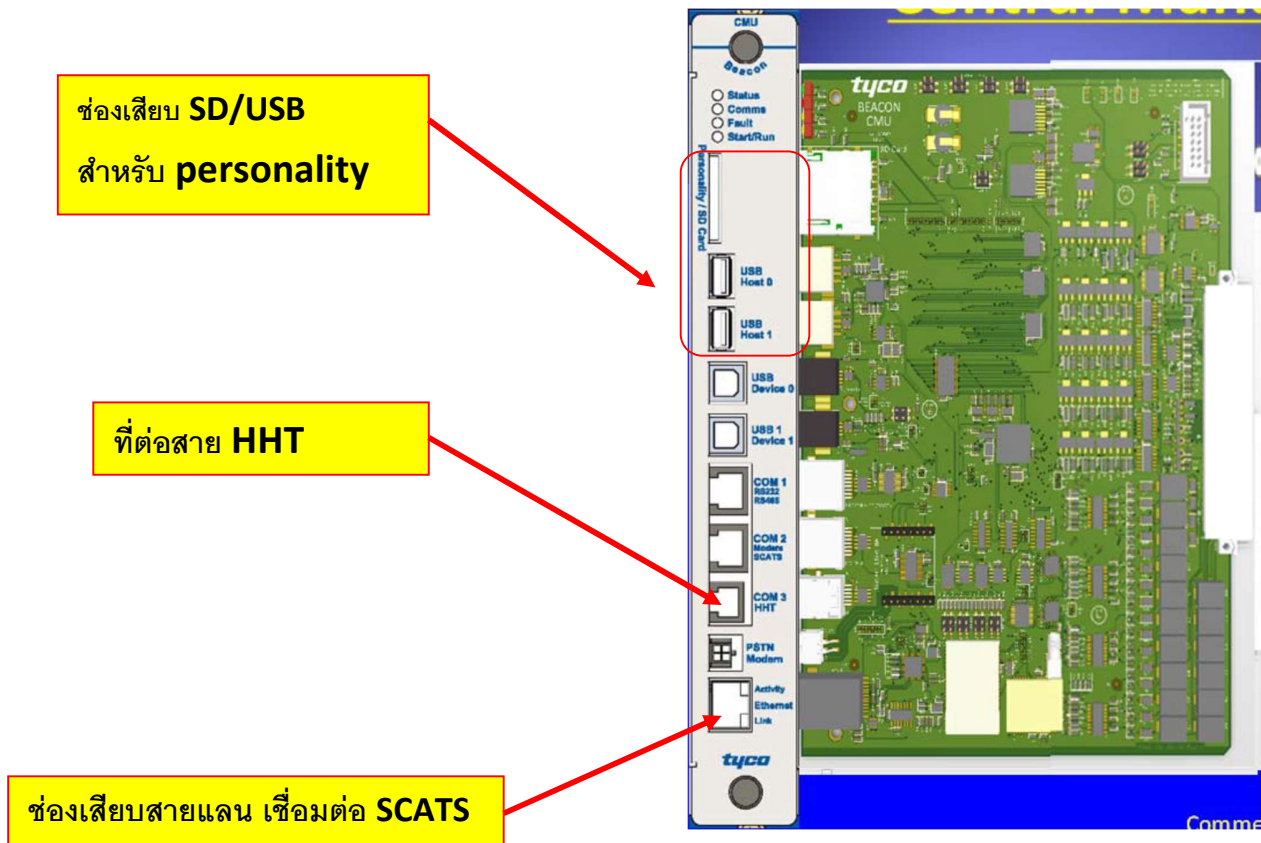 ช่องเสียบ SD/USB
สำหรับ personality
ที่ต่อสาย HHT
ช่องเสียบสายแลน เชื่อมต่อ SCATS
CMU
Beacon
Status
Comms
Fault
Start/Run
Personality / SD Card
USB
Host 0
USB
Host 1
USB
Device 0
USB 1
Device 1
COM 1
RS232
RS485
COM 2
Modem
SCATS
COM 3
HHT
PSTN
Modem
Activity
Ethernet
Link
tyco
tyco
BEACON
CMU
Comme